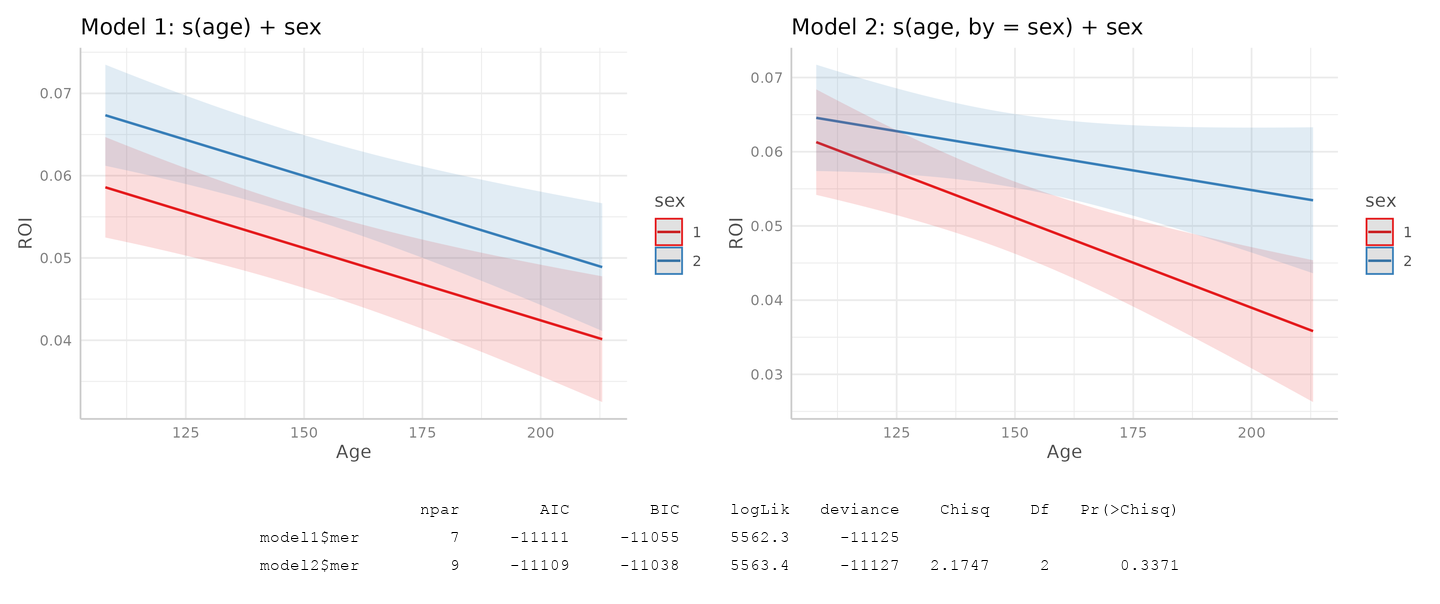 Model 1: s(age) + sex
0.07
0.06
0.05
0.04
ROI
125 150 175 200
Age
sex
1
2
Model 2: s(age, by = sex) + sex
0.07
0.06
0.05
0.04
0.03
ROI
125 150 175 200
Age
sex
1
2
npar AIC BIC logLik deviance Chisq Df Pr(>Chisq)
model1$mer 7 -11111 -11055 5562.3 -11125
model2$mer 9 -11109 -11038 5563.4 -11127 2.1747 2 0.3371